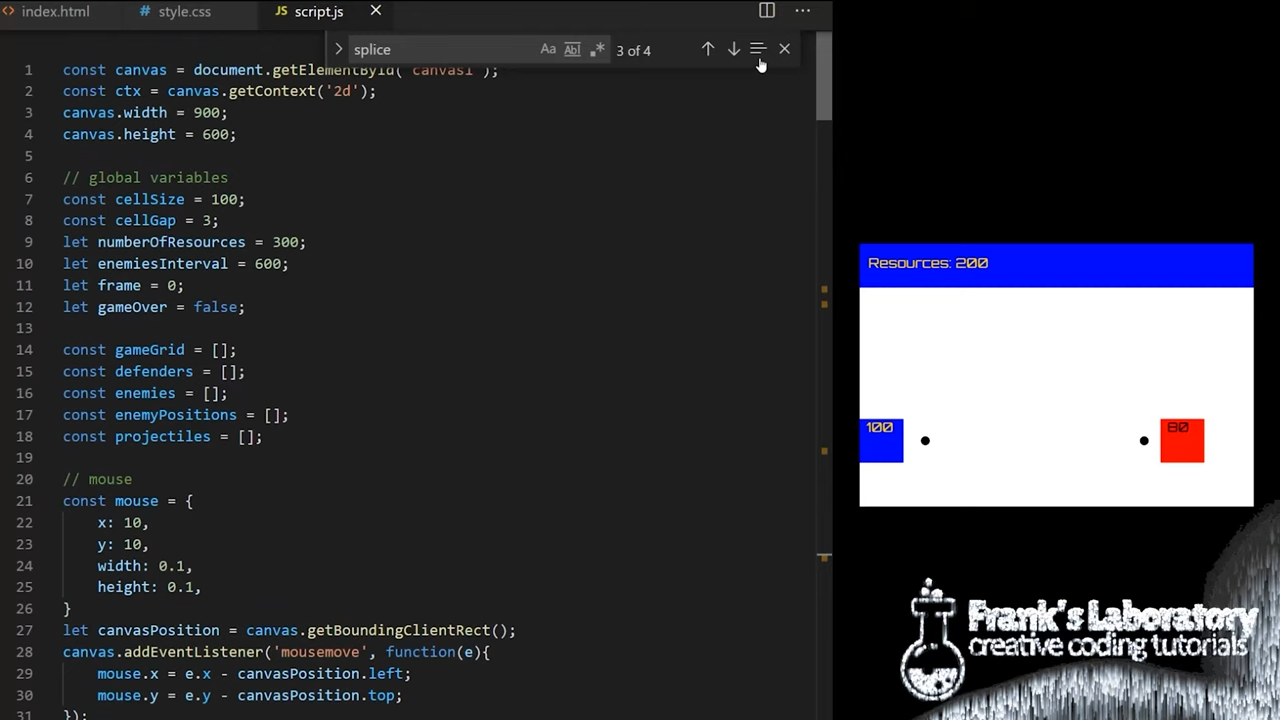 index.html
# style.css
JS script.js
splice
Aa
Abl
.*
3 of 4
1 const canvas = document.getElementById('canvas1');
2 const ctx = canvas.getContext('2d');
3 canvas.width = 900;
4 canvas.height = 600;
5
6 // global variables
7 const cellSize = 100;
8 const cellGap = 3;
9 let numberOfResources = 300;
10 let enemiesInterval = 600;
11 let frame = 0;
12 let gameOver = false;
13
14 const gameGrid = [];
15 const defenders = [];
16 const enemies = [];
17 const enemyPositions = [];
18 const projectiles = [];
19
20 // mouse
21 const mouse = {
22 x: 10,
23 y: 10,
24 width: 0.1,
25 height: 0.1,
26 }
27 let canvasPosition = canvas.getBoundingClientRect();
28 canvas.addEventListener('mousemove', function(e){
29 mouse.x = e.x - canvasPosition.left;
30 mouse.y = e.y - canvasPosition.top;
31 });
Resources: 200
100
80
Frank's Laboratory
creative coding tutorials